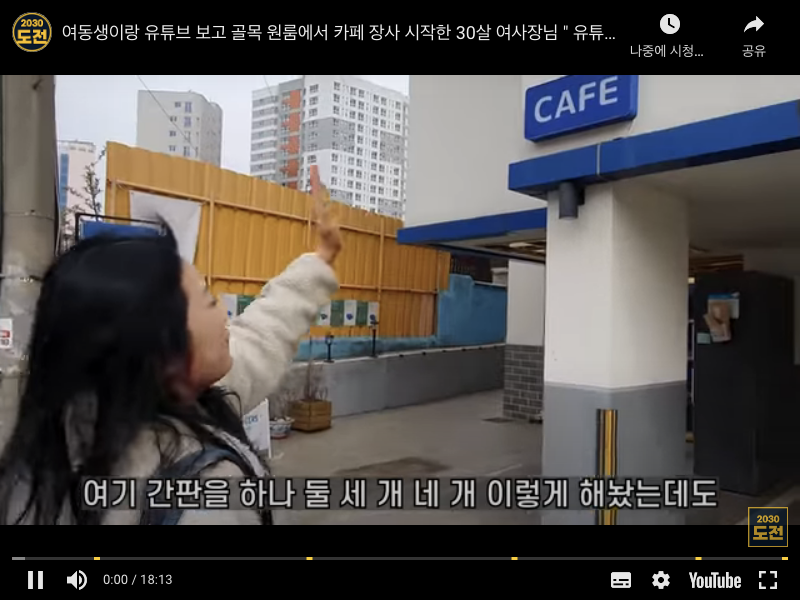 2030
도전
여동생이랑 유튜브 보고 골목 원룸에서 카페 장사 시작한 30살 여사장님 " 유튜...
나중에 시청...
공유
CAFE
여기 간판을 하나 둘 세 개 네 개 이렇게 해놨는데도
2030
도전
0:00 / 18:13
YouTube